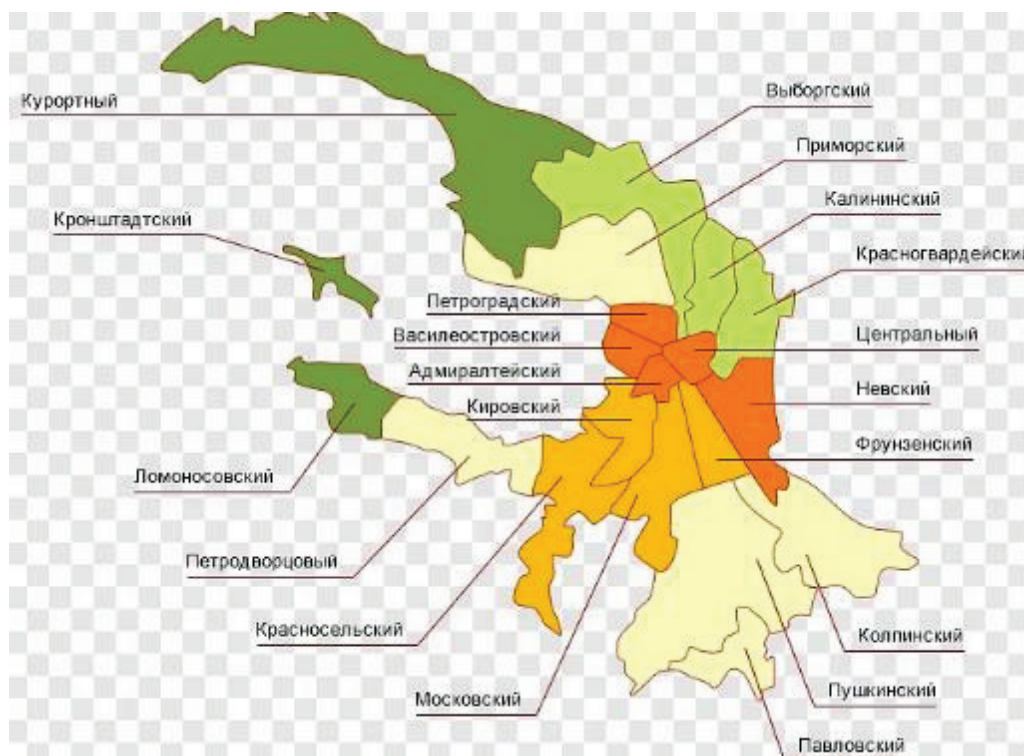 Выборгский
Курортный
Приморский
Калининский
Кронштадтский
Красногвардейский
Петроградский
Василеостровский
Центральный
Адмиралтейский
Невский
Кировский
Фрунзенский
Ломоносовский
Петродворцовый
Красносельский
Колпинский
Московский
Пушкинский
Павловский